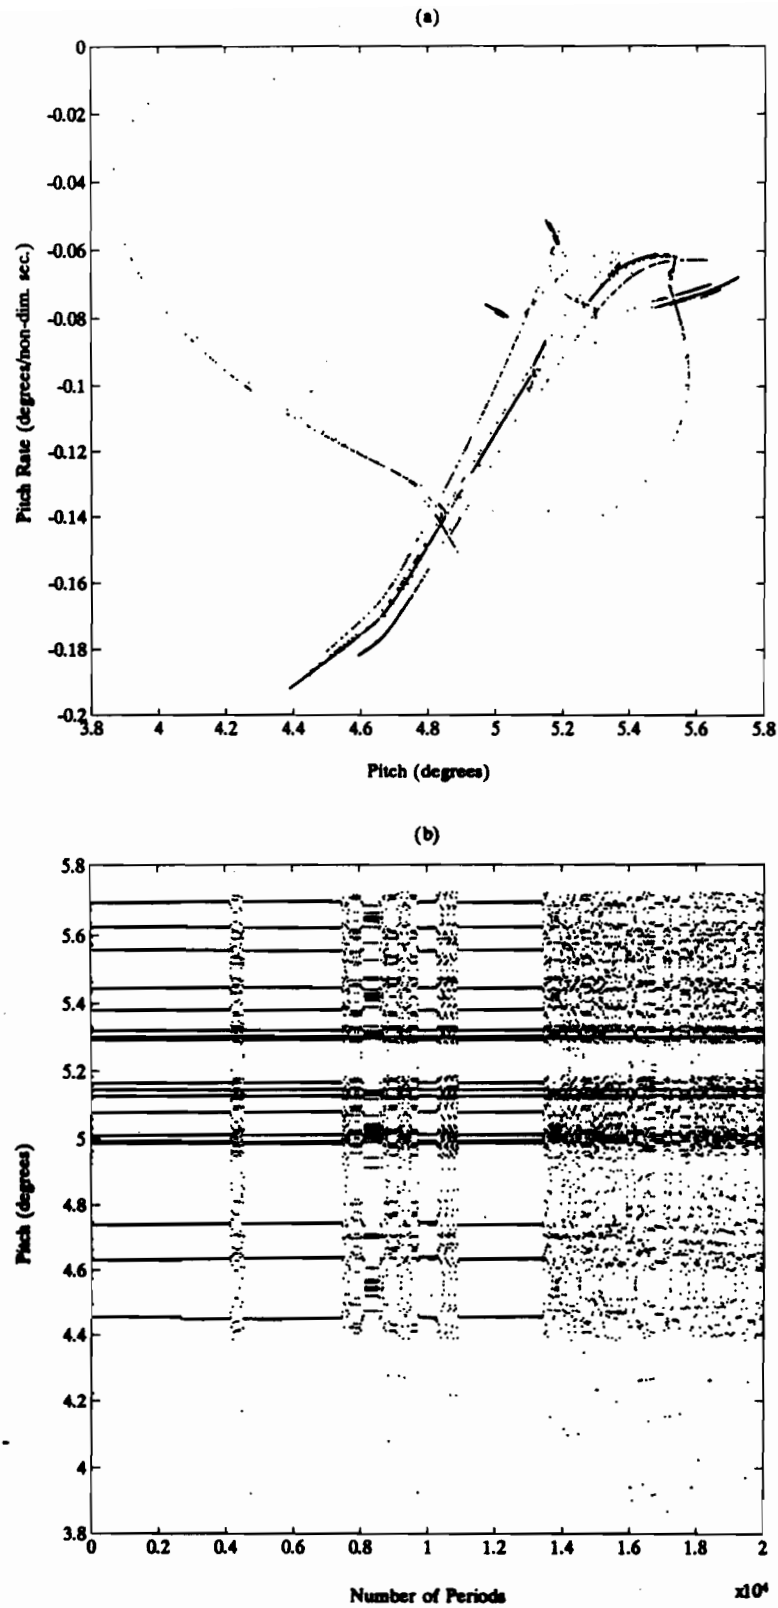 (a)
0
-0.02
-0.04
-0.06
-0.08
-0.1
-0.12
-0.14
-0.16
-0.18
-0.2
Pitch Rate (degrees/non-dim. sec.)
3.8 4 4.2 4.4 4.6 4.8 5 5.2 5.4 5.6 5.8
Pitch (degrees)
(b)
5.8
5.6
5.4
5.2
5
4.8
4.6
4.4
4.2
4
3.8
Pitch (degrees)
0 0.2 0.4 0.6 0.8 1 1.2 1.4 1.6 1.8 2
x10⁴
Number of Periods